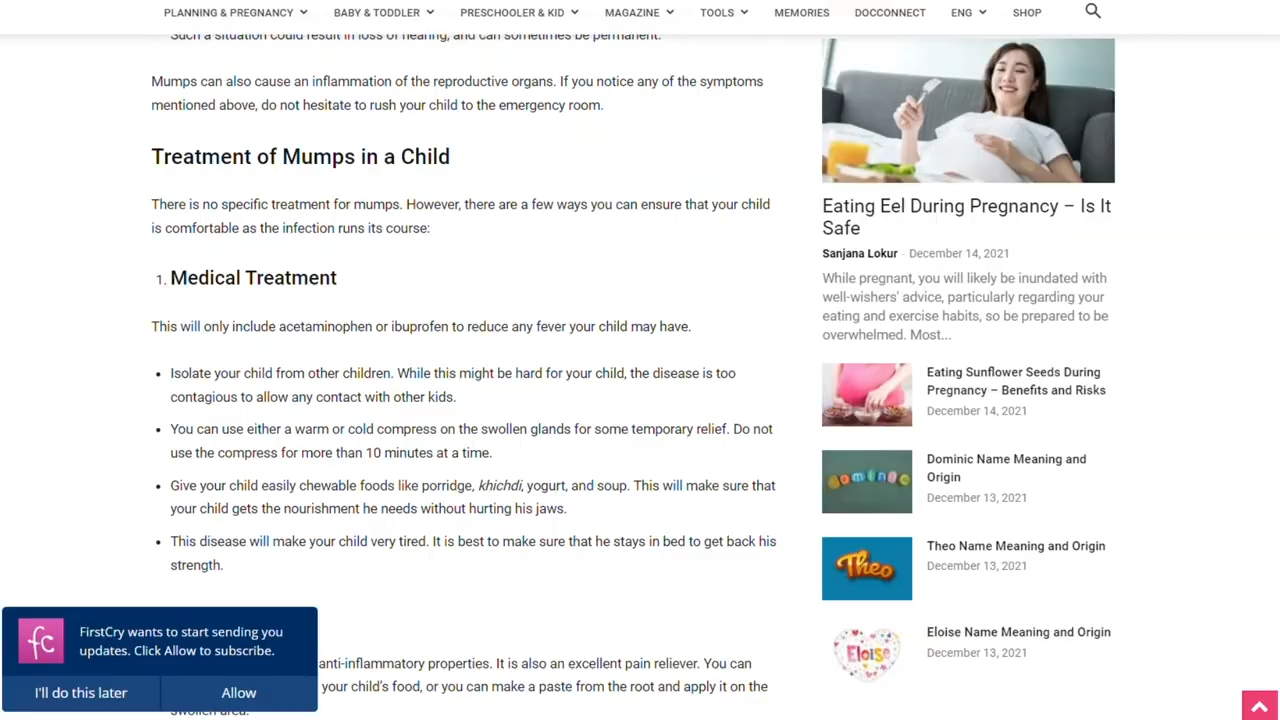 PLANNING & PREGNANCY
BABY & TODDLER
PRESCHOOLER & KID
MAGAZINE
TOOLS
MEMORIES
DOCCONNECT
ENG
SHOP
Such a situation could result in loss of hearing, and can sometimes be permanent.
Mumps can also cause an inflammation of the reproductive organs. If you notice any of the symptoms
mentioned above, do not hesitate to rush your child to the emergency room.
Treatment of Mumps in a Child
There is no specific treatment for mumps. However, there are a few ways you can ensure that your child
is comfortable as the infection runs its course:
1. Medical Treatment
This will only include acetaminophen or ibuprofen to reduce any fever your child may have.
• Isolate your child from other children. While this might be hard for your child, the disease is too
contagious to allow any contact with other kids.
• You can use either a warm or cold compress on the swollen glands for some temporary relief. Do not
use the compress for more than 10 minutes at a time.
• Give your child easily chewable foods like porridge, khichdi, yogurt, and soup. This will make sure that
your child gets the nourishment he needs without hurting his jaws.
• This disease will make your child very tired. It is best to make sure that he stays in bed to get back his
strength.
anti-inflammatory properties. It is also an excellent pain reliever. You can
your child's food, or you can make a paste from the root and apply it on the
swollen area.
fc
FirstCry wants to start sending you
updates. Click Allow to subscribe.
I'll do this later
Allow
Eating Eel During Pregnancy – Is It
Safe
Sanjana Lokur - December 14, 2021
While pregnant, you will likely be inundated with
well-wishers' advice, particularly regarding your
eating and exercise habits, so be prepared to be
overwhelmed. Most...
Eating Sunflower Seeds During
Pregnancy – Benefits and Risks
December 14, 2021
Dominic Name Meaning and
Origin
December 13, 2021
Theo
Theo Name Meaning and Origin
December 13, 2021
Eloise
Eloise Name Meaning and Origin
December 13, 2021